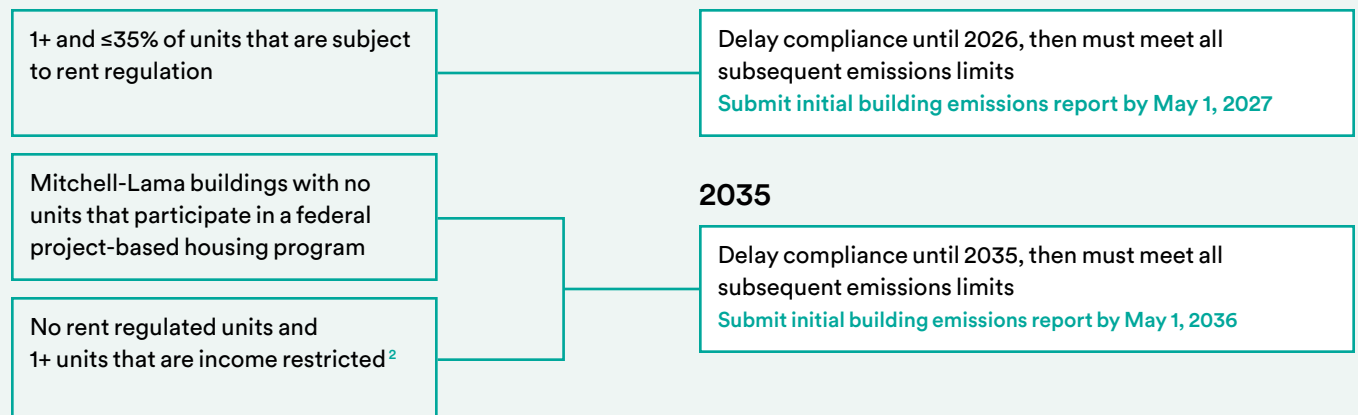 1+ and ≤35% of units that are subject
to rent regulation
Delay compliance until 2026, then must meet all
subsequent emissions limits
Submit initial building emissions report by May 1, 2027
Mitchell-Lama buildings with no
units that participate in a federal
project-based housing program
2035
Delay compliance until 2035, then must meet all
subsequent emissions limits
Submit initial building emissions report by May 1, 2036
No rent regulated units and
1+ units that are income restricted ²